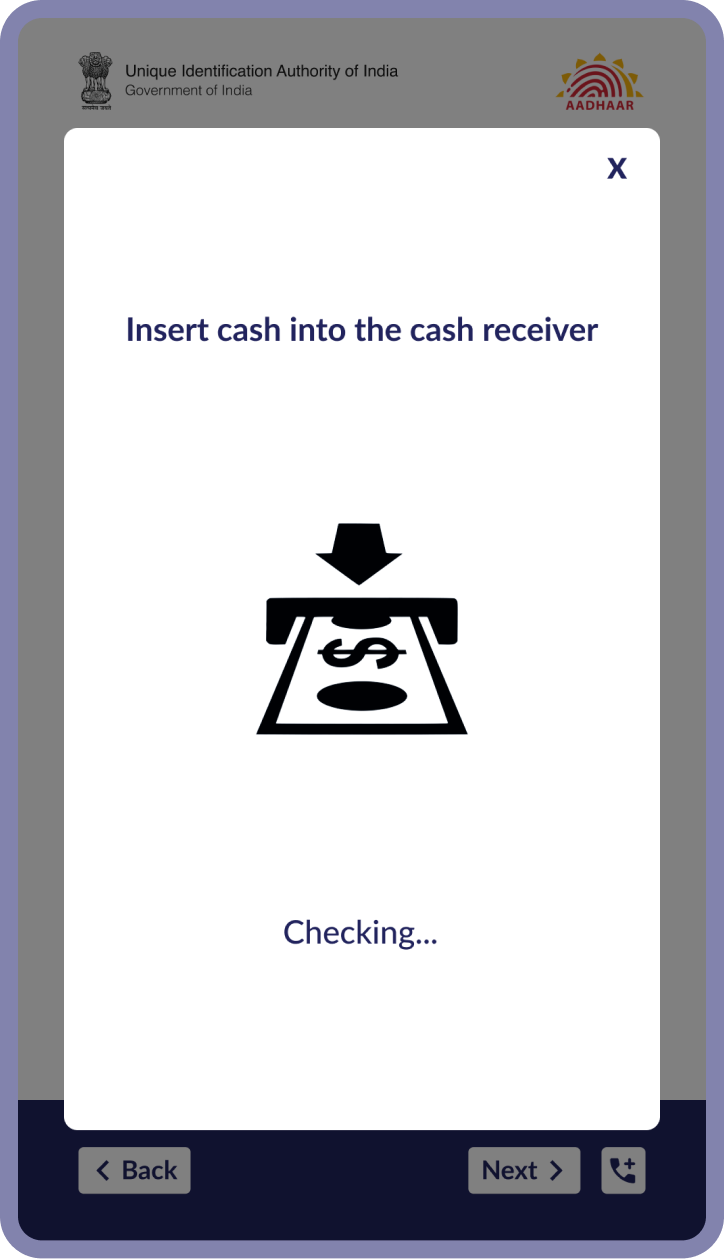 Unique Identification Authority of India
Government of India
सत्यमेव जयते
AADHAAR
X
Insert cash into the cash receiver
$
Checking...
Back
Next